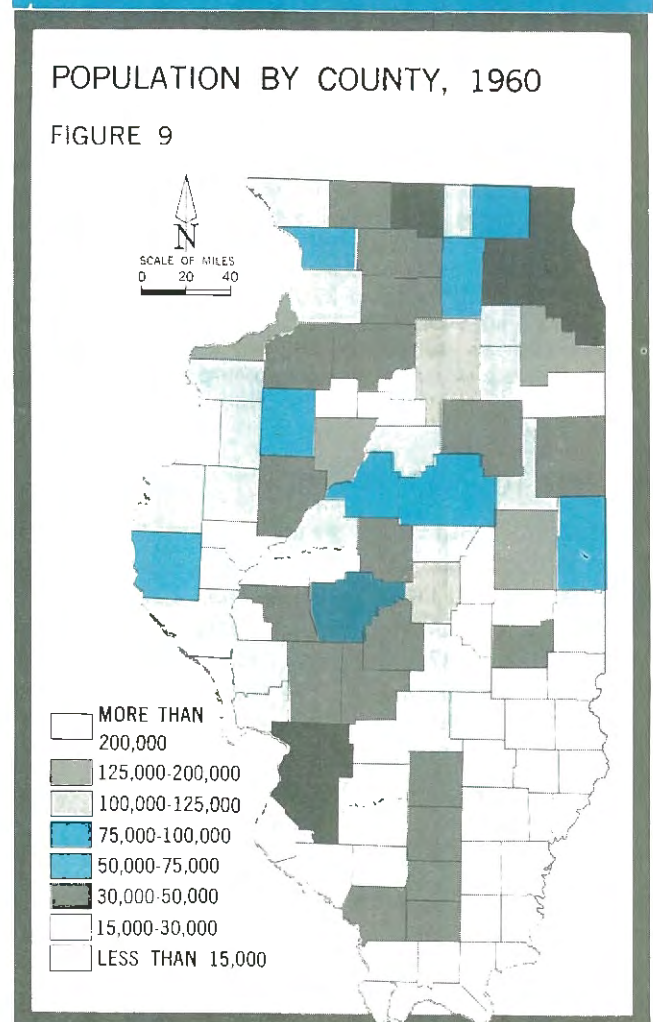 POPULATION BY COUNTY, 1960
FIGURE 9
N
SCALE OF MILES
0 20 40
MORE THAN
200,000
125,000-200,000
100,000-125,000
75,000-100,000
50,000-75,000
30,000-50,000
15,000-30,000
LESS THAN 15,000